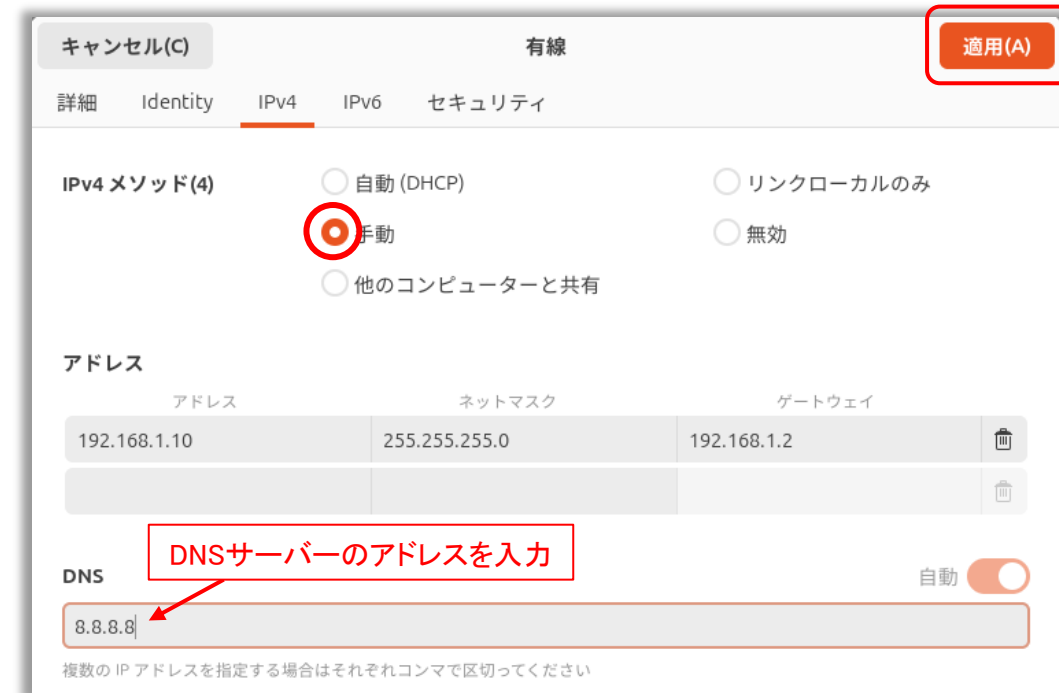 キャンセル(C) 有線 適用(A)
詳細 Identity IPv4 IPv6 セキュリティ
IPv4 メソッド(4) 自動 (DHCP) リンクローカルのみ
手動 無効
他のコンピューターと共有
アドレス
アドレス ネットマスク ゲートウェイ
192.168.1.10 255.255.255.0 192.168.1.2
DNSサーバーのアドレスを入力
DNS 自動
8.8.8.8
複数の IP アドレスを指定する場合はそれぞれコンマで区切ってください